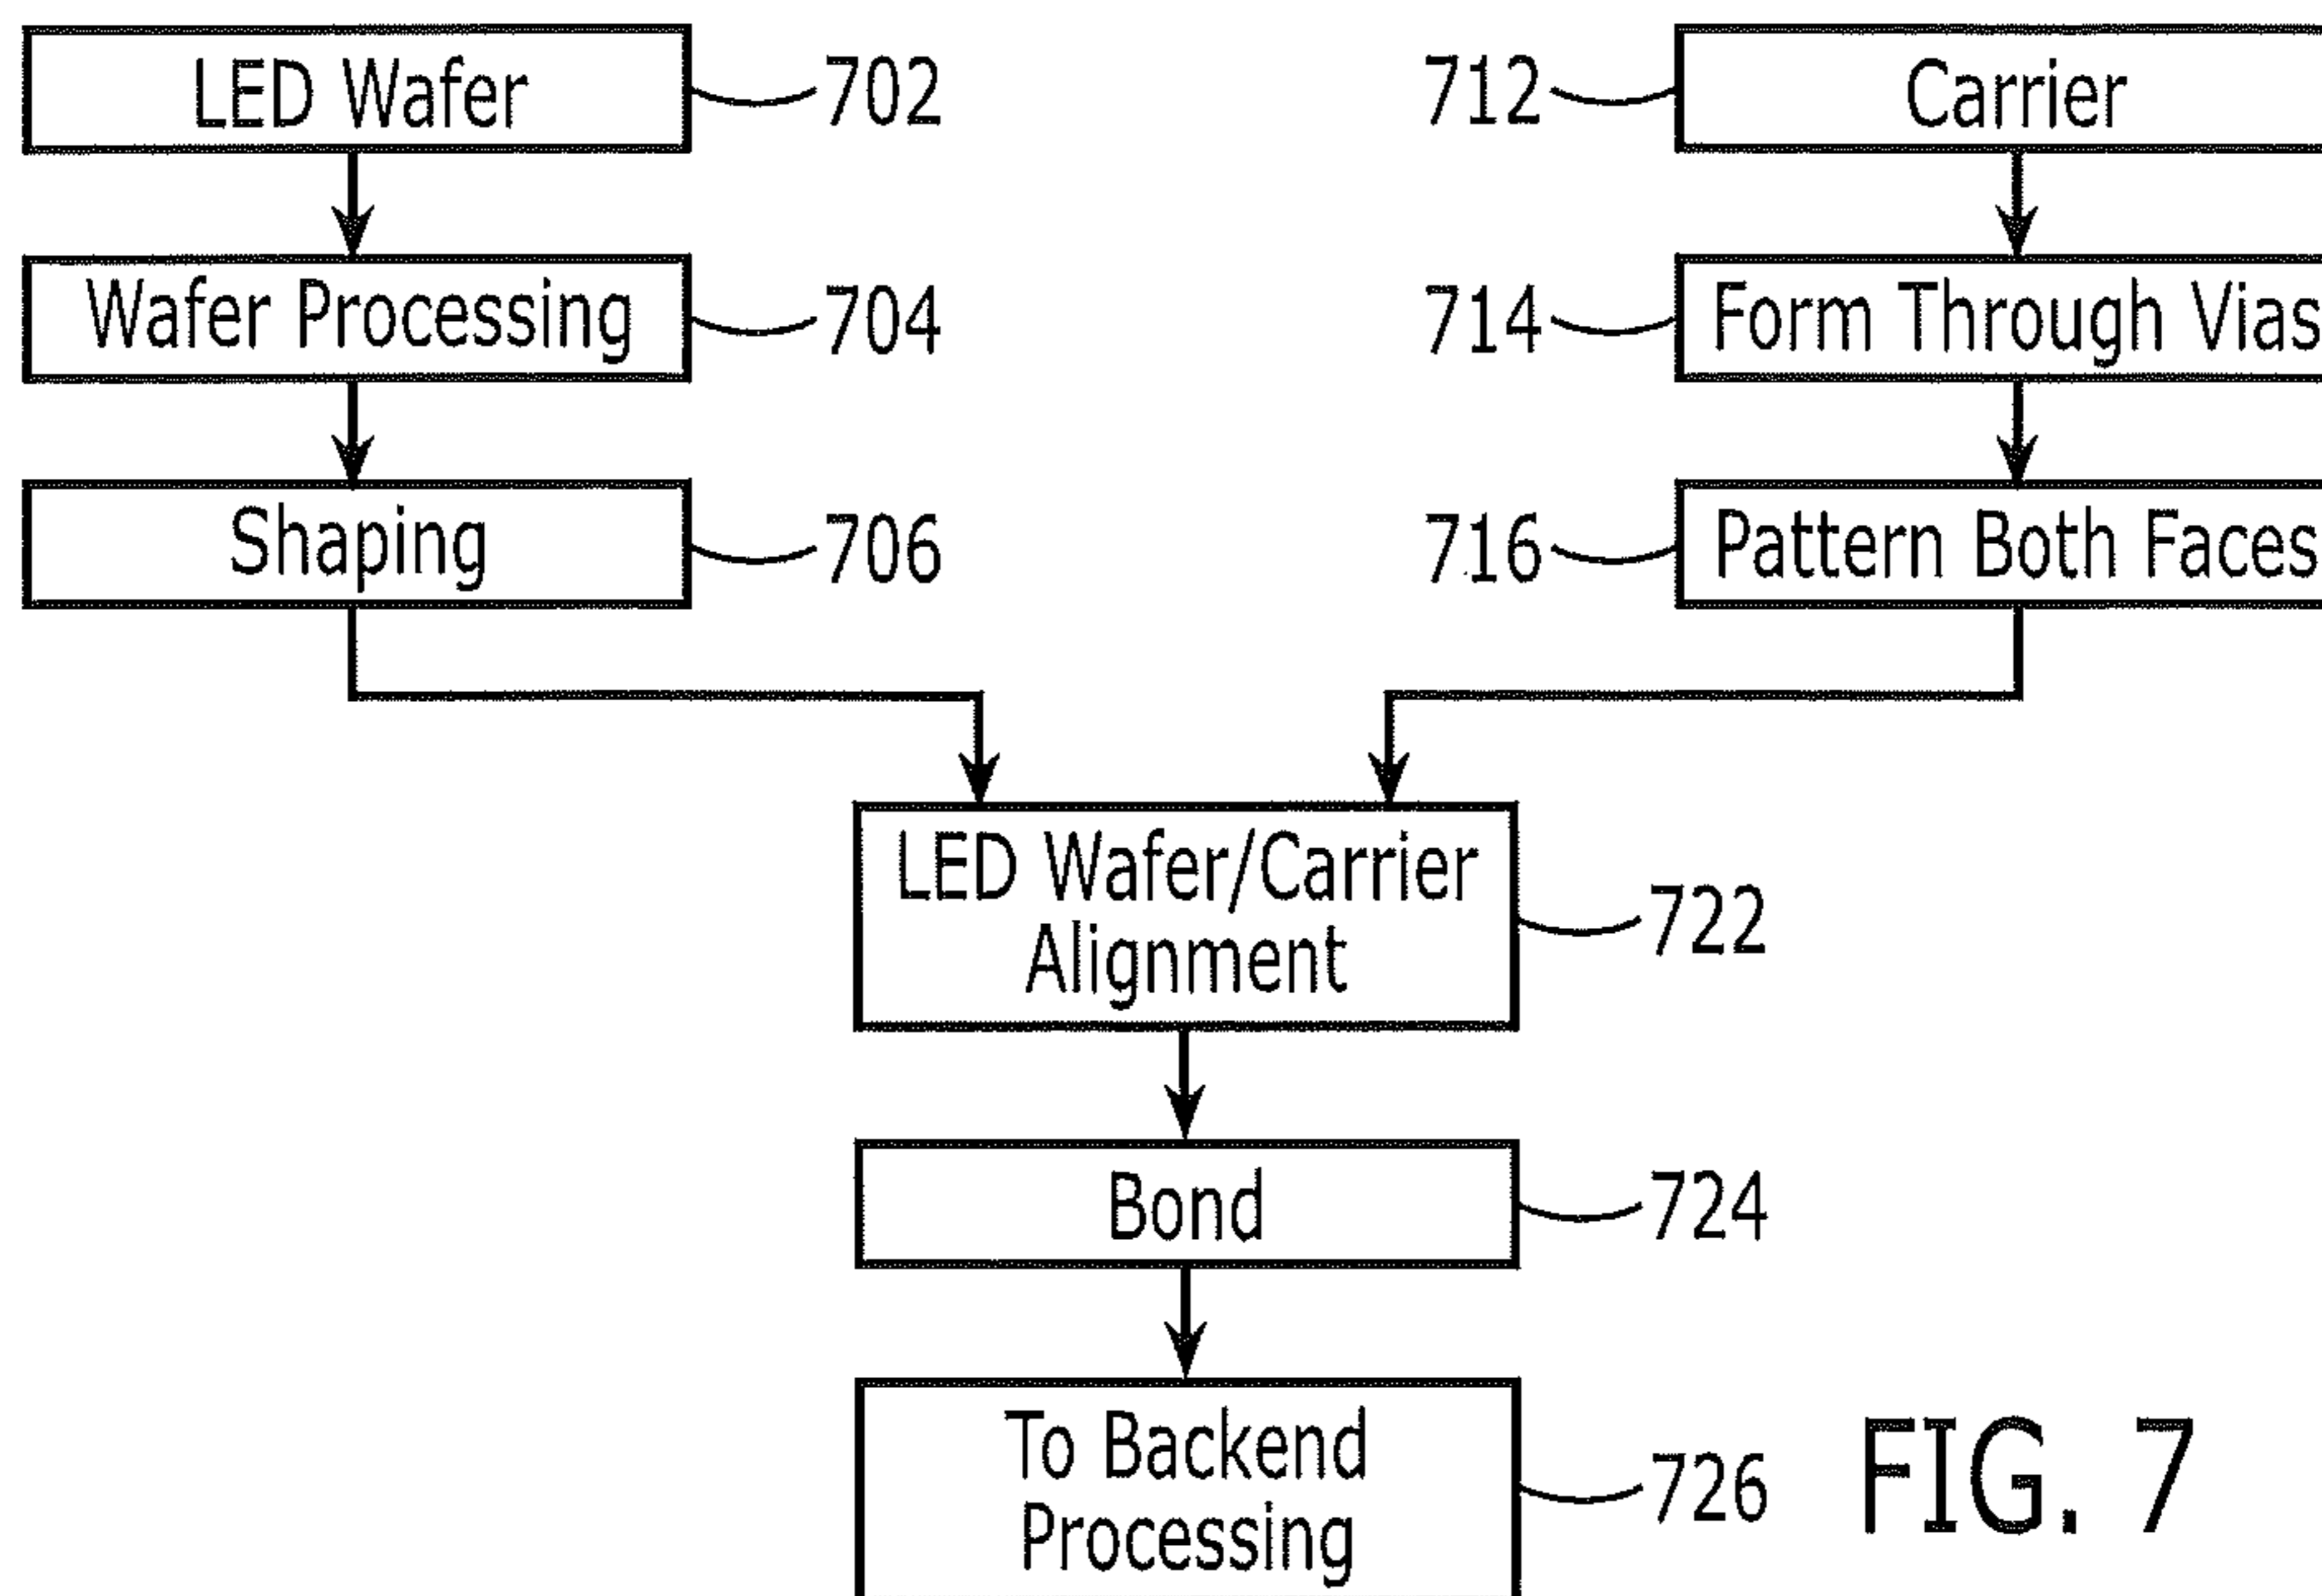 LED Wafer
702
Wafer Processing
704
Shaping
706
712
Carrier
714
Form Through Vias
716
Pattern Both Faces
LED Wafer/Carrier
Alignment
722
Bond
724
To Backend
Processing
726
FIG. 7